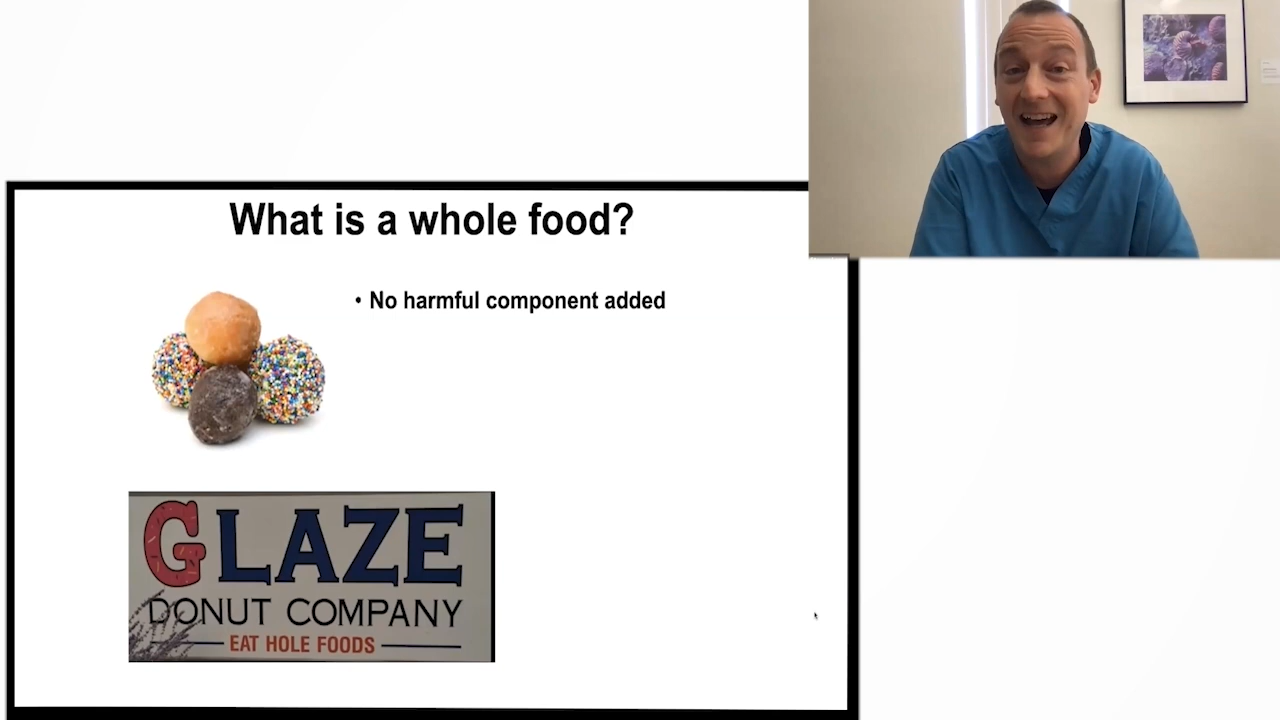 What is a whole food?
• No harmful component added
GLAZE
DONUT COMPANY
EAT HOLE FOODS